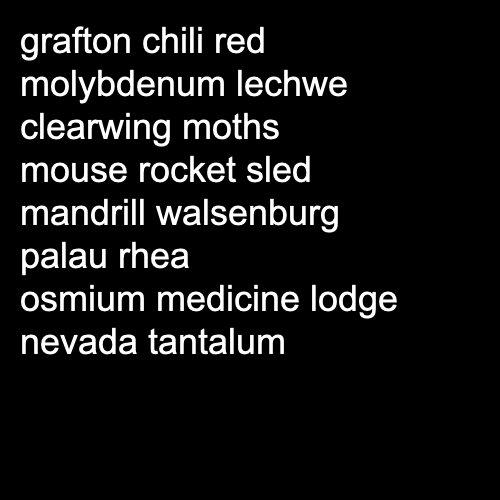 grafton chili red
molybdenum lechwe
clearwing moths
mouse rocket sled
mandrill walsenburg
palau rhea
osmium medicine lodge
nevada tantalum